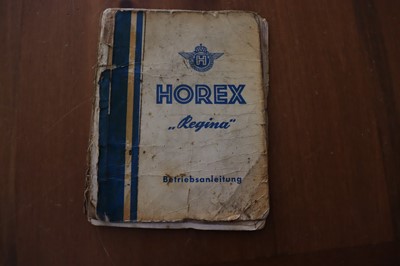 H
HOREX
„Regina"
Betriebsanleitung